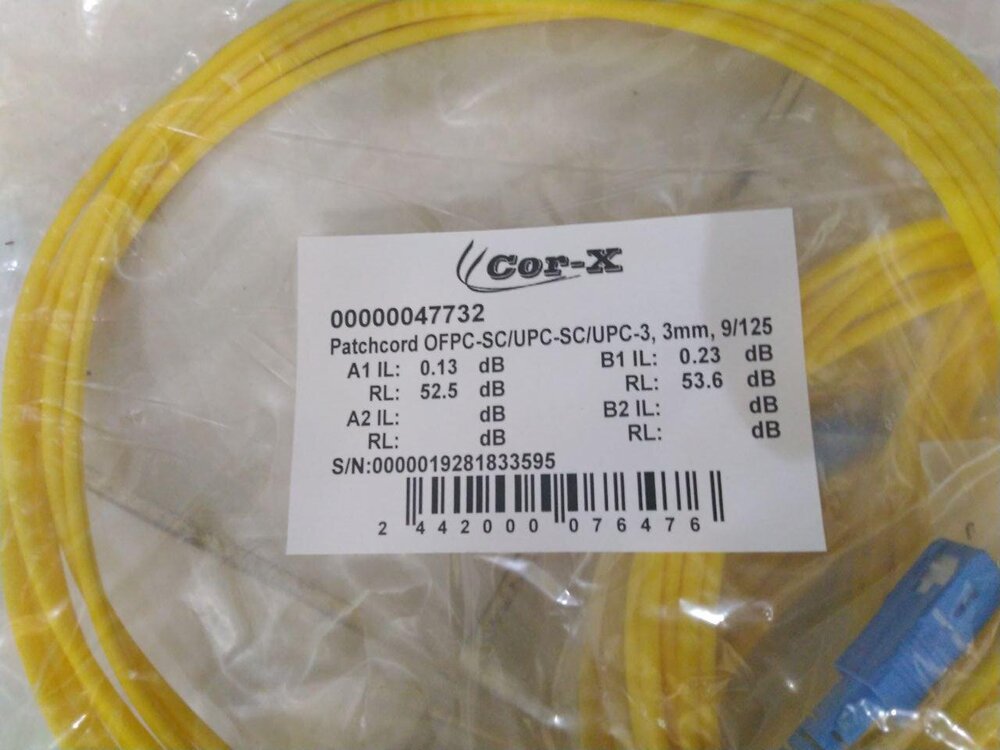 Cor-X
00000047732
Patchcord OFPC-SC/UPC-SC/UPC-3, 3mm, 9/125
A1 IL: 0.13 dB B1 IL: 0.23 dB
RL: 52.5 dB RL: 53.6 dB
A2 IL: dB B2 IL: dB
RL: dB RL: dB
S/N:0000019281833595
2 442000 076476